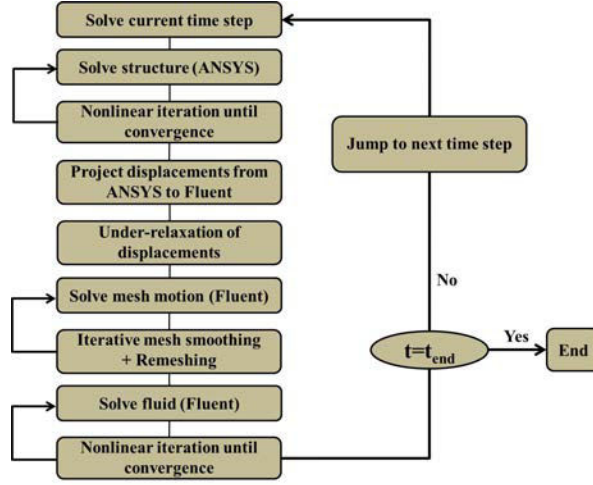 Solve current time step
Solve structure (ANSYS)
Nonlinear iteration until
convergence
Project displacements from
ANSYS to Fluent
Under-relaxation of
displacements
Solve mesh motion (Fluent)
Iterative mesh smoothing
+ Remeshing
Solve fluid (Fluent)
Nonlinear iteration until
convergence
Jump to next time step
No
t=tend
Yes
End